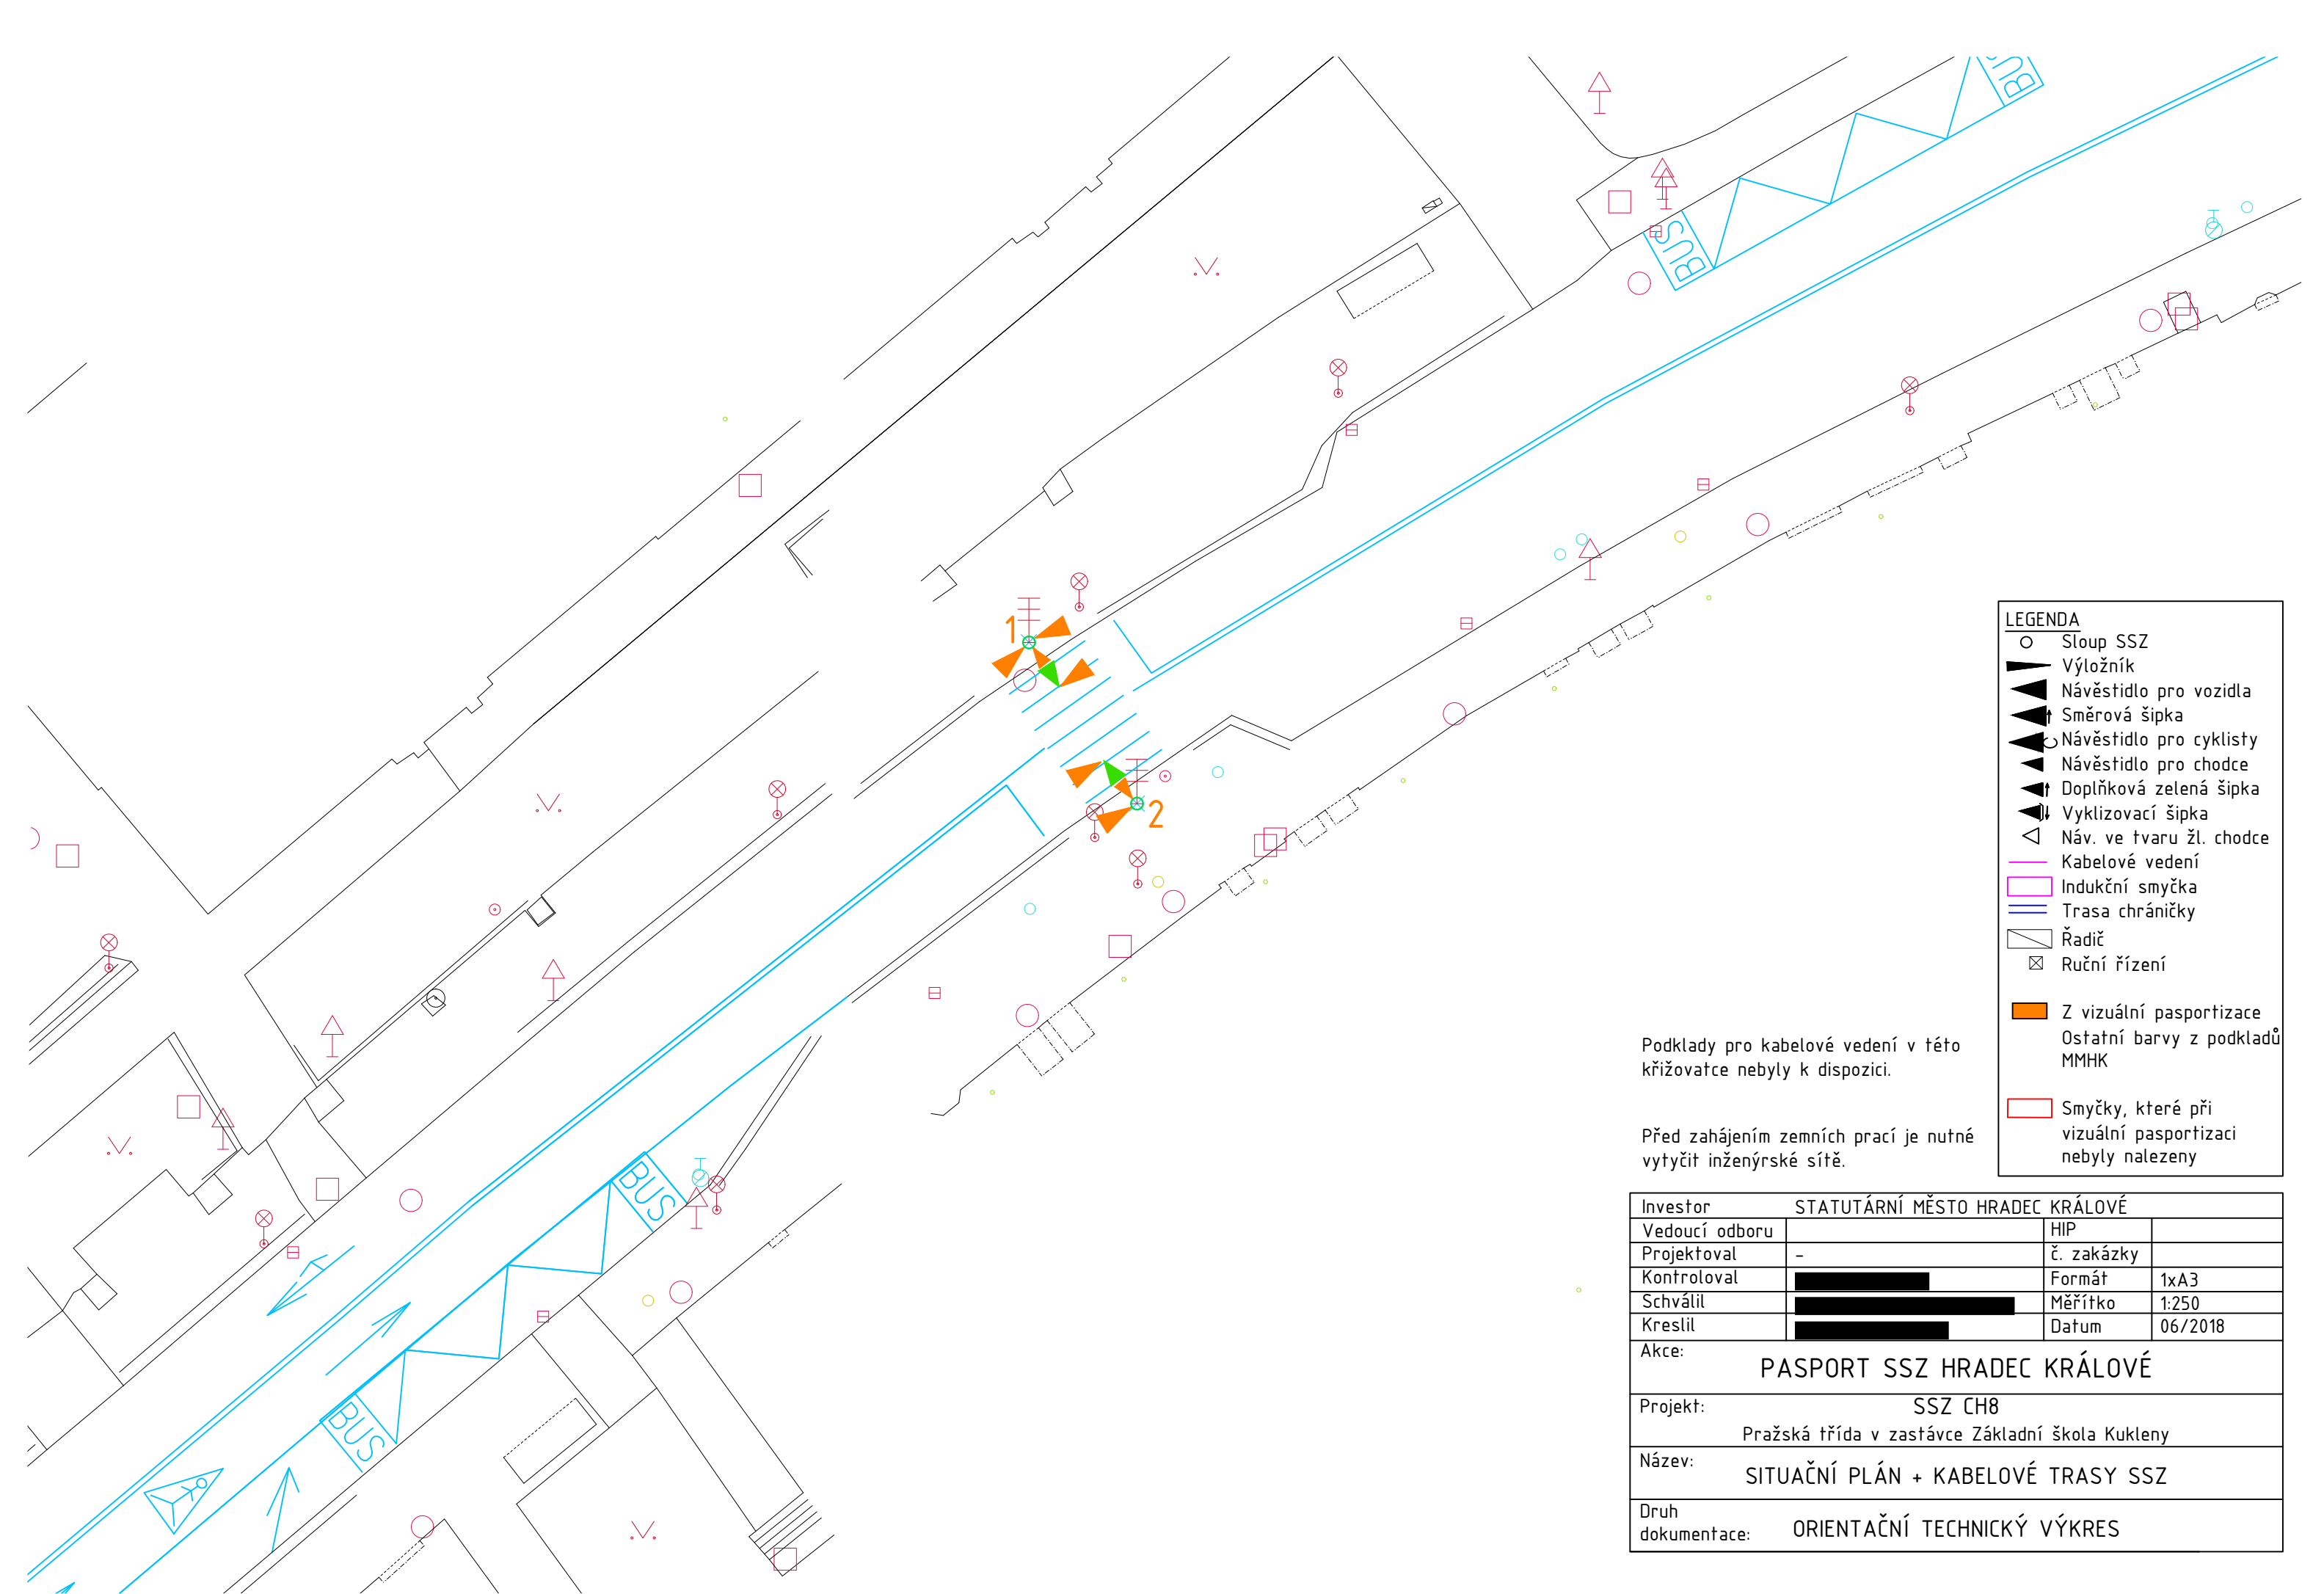 BUS
BUS
1
2
BUS
BUS
LEGENDA
Sloup SSZ
Výložník
Návěstidlo pro vozidla
Směrová šipka
Návěstidlo pro cyklisty
Návěstidlo pro chodce
Doplňková zelená šipka
Vyklizovací šipka
Náv. ve tvaru žl. chodce
Kabelové vedení
Indukční smyčka
Trasa chráničky
Řadič
Ruční řízení
Z vizuální pasportizace
Ostatní barvy z podkladů
MMHK
Smyčky, které při
vizuální pasportizaci
nebyly nalezeny
Podklady pro kabelové vedení v této
křižovatce nebyly k dispozici.
Před zahájením zemních prací je nutné
vytyčit inženýrské sítě.
Investor STATUTÁRNÍ MĚSTO HRADEC KRÁLOVÉ
Vedoucí odboru HIP
Projektoval - č. zakázky
Kontroloval Formát 1xA3
Schválil Měřítko 1:250
Kreslil Datum 06/2018
Akce:
PASPORT SSZ HRADEC KRÁLOVÉ
Projekt: SSZ CH8
Pražská třída v zastávce Základní škola Kukleny
Název:
SITUAČNÍ PLÁN + KABELOVÉ TRASY SSZ
Druh
dokumentace: ORIENTAČNÍ TECHNICKÝ VÝKRES